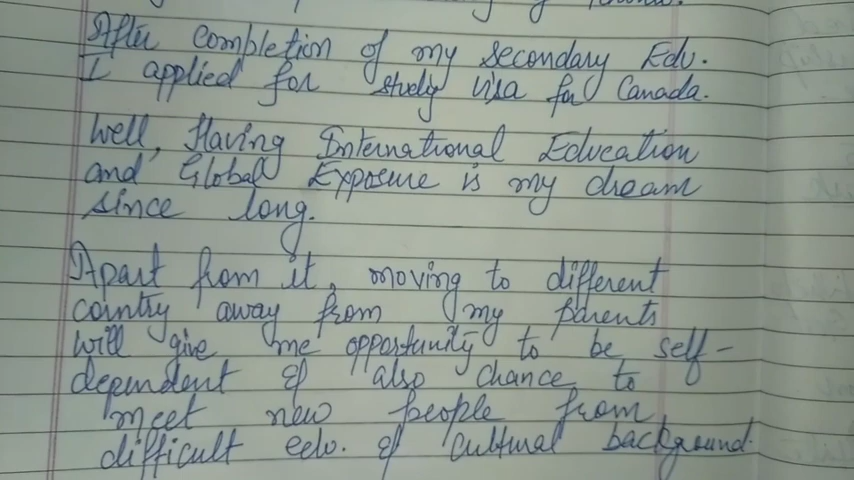 After completion of my secondary Edu.
I applied for study visa for Canada.
Well, Having International Education
and Global Exposure is my dream
since long.
Apart from it, moving to different
country away from my parents
will give me opportunity to be self-
dependent & also chance to
meet new people from
difficult edu. & cultural background.